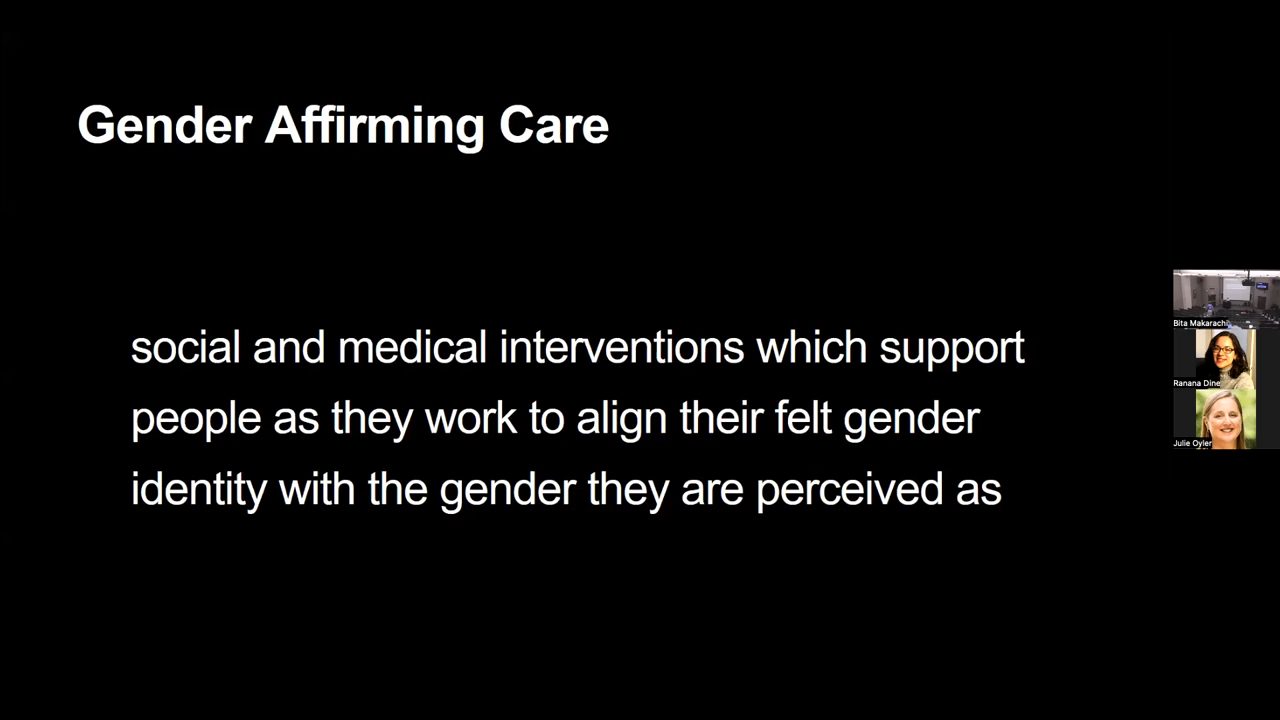 Gender Affirming Care
social and medical interventions which support
people as they work to align their felt gender
identity with the gender they are perceived as
Bita Makarachi
Ranana Dine
Julie Oyler